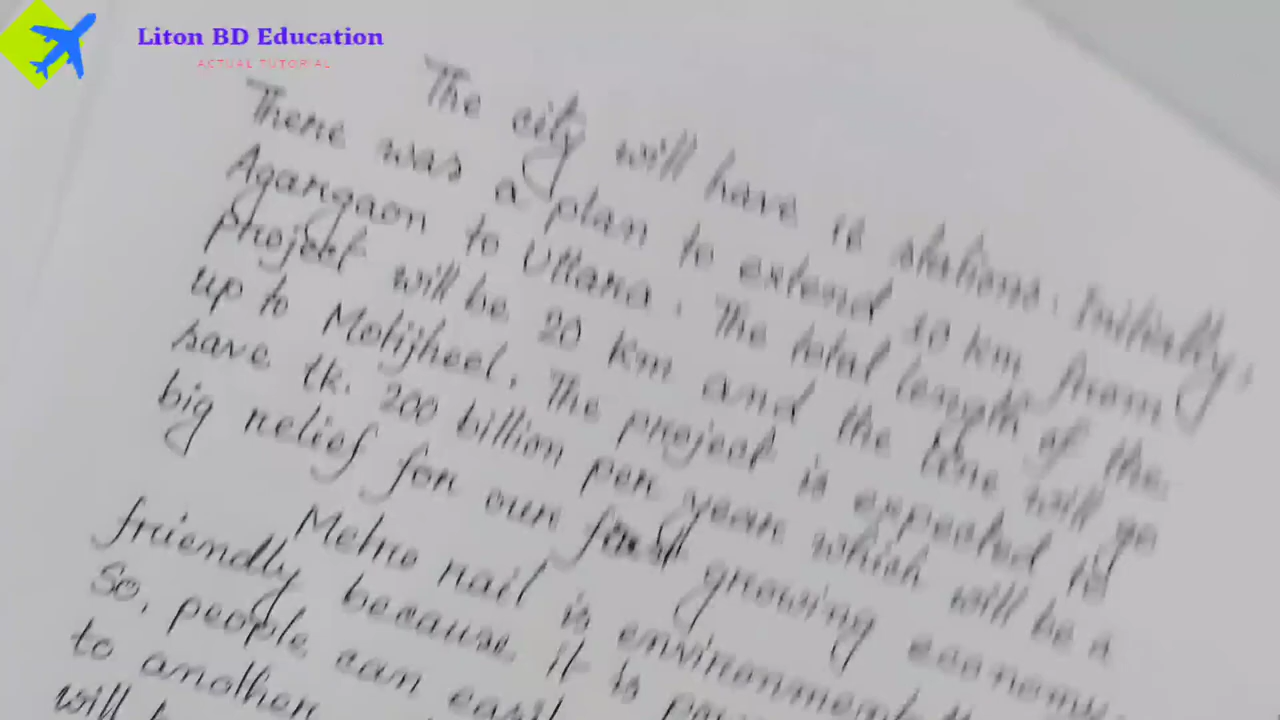 Liton BD Education
ACTUAL TUTORIAL
The city will have 16 stations. Initially,
There was a plan to extend 10 km from
Agargaon to Uttara. The total length of the
project will be 20 km and the line will go
up to Motijheel. The project is expected to
save tk. 200 billion per year which will be a
big relief for our growing economy
Metro rail is environment
friendly because it is
So, people can
to another
will